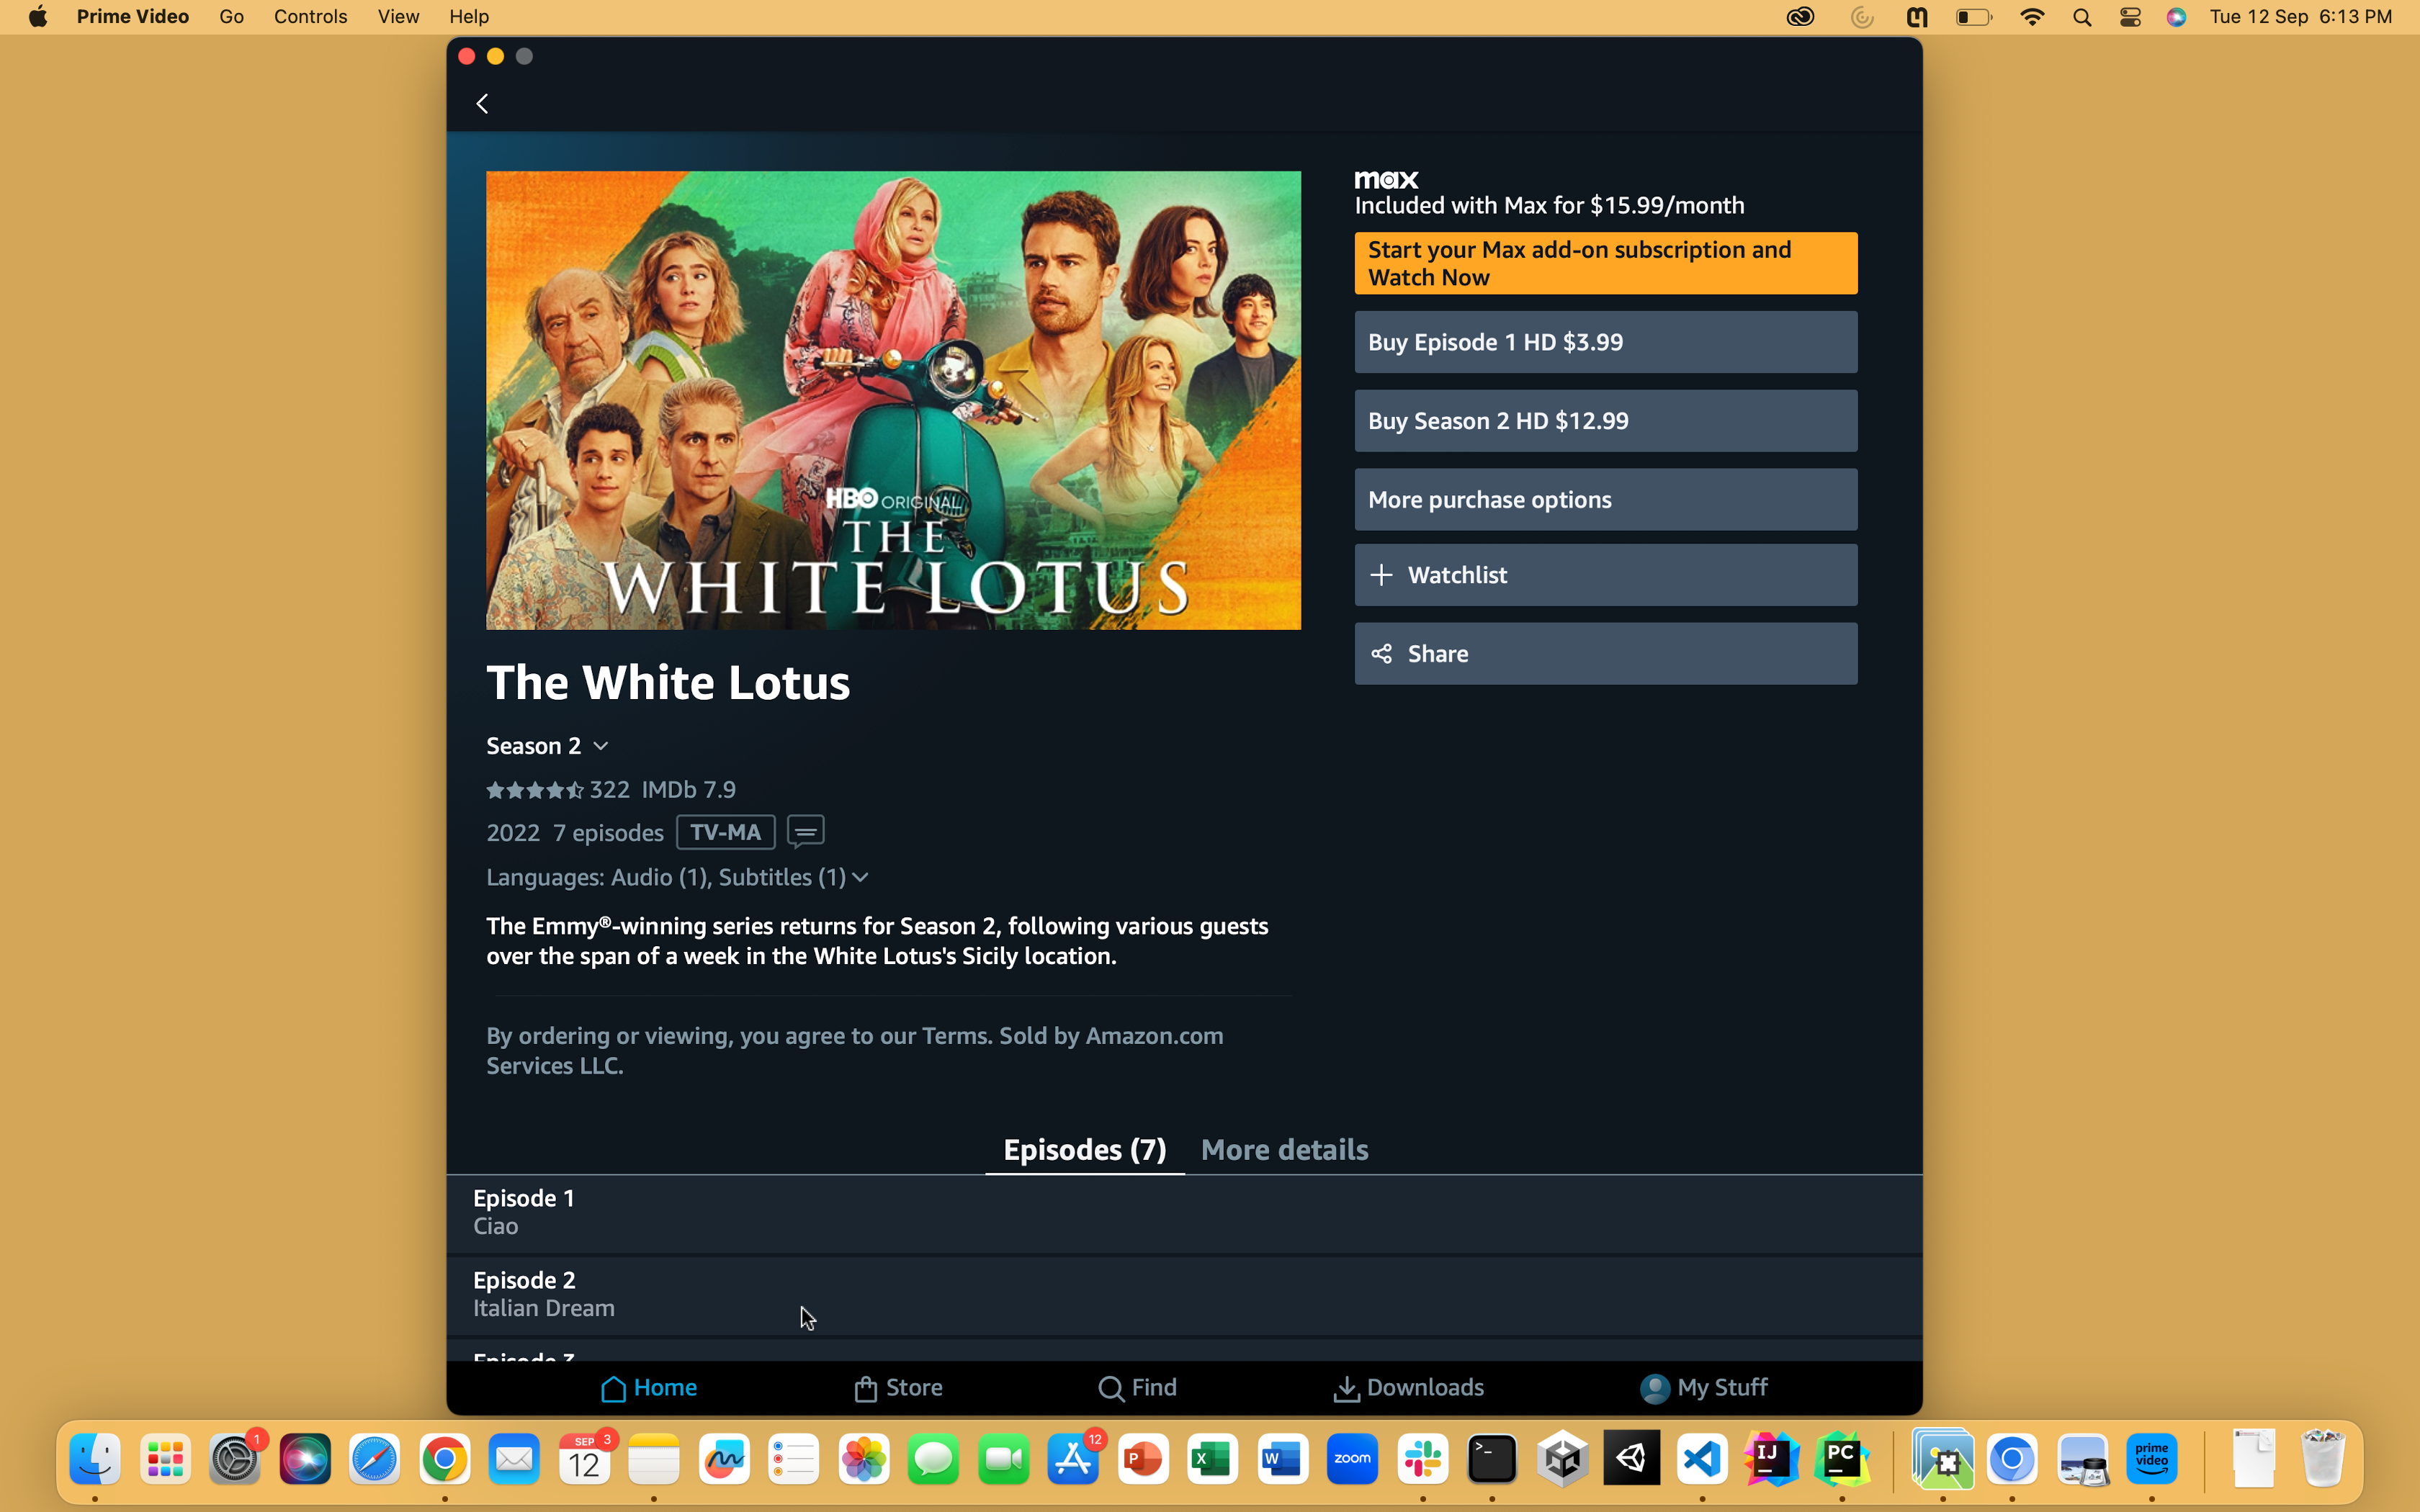 Prime Video Go Controls View Help Tue 12 Sep 6:13 PM
max
Included with Max for $15.99/month
Start your Max add-on subscription and
Watch Now
Buy Episode 1 HD $3.99
Buy Season 2 HD $12.99
More purchase options
Watchlist
Share
HBO ORIGINAL
THE
WHITE LOTUS
The White Lotus
Season 2
322 IMDb 7.9
2022 7 episodes TV-MA
Languages: Audio (1), Subtitles (1)
The Emmy®-winning series returns for Season 2, following various guests
over the span of a week in the White Lotus's Sicily location.
By ordering or viewing, you agree to our Terms. Sold by Amazon.com
Services LLC.
Episodes (7) More details
Episode 1
Ciao
Episode 2
Italian Dream
Episode 3
Home Store Find Downloads My Stuff
1
SEP 3
12
12
P
X
W
zoom
>_
IJ
PC
prime
video